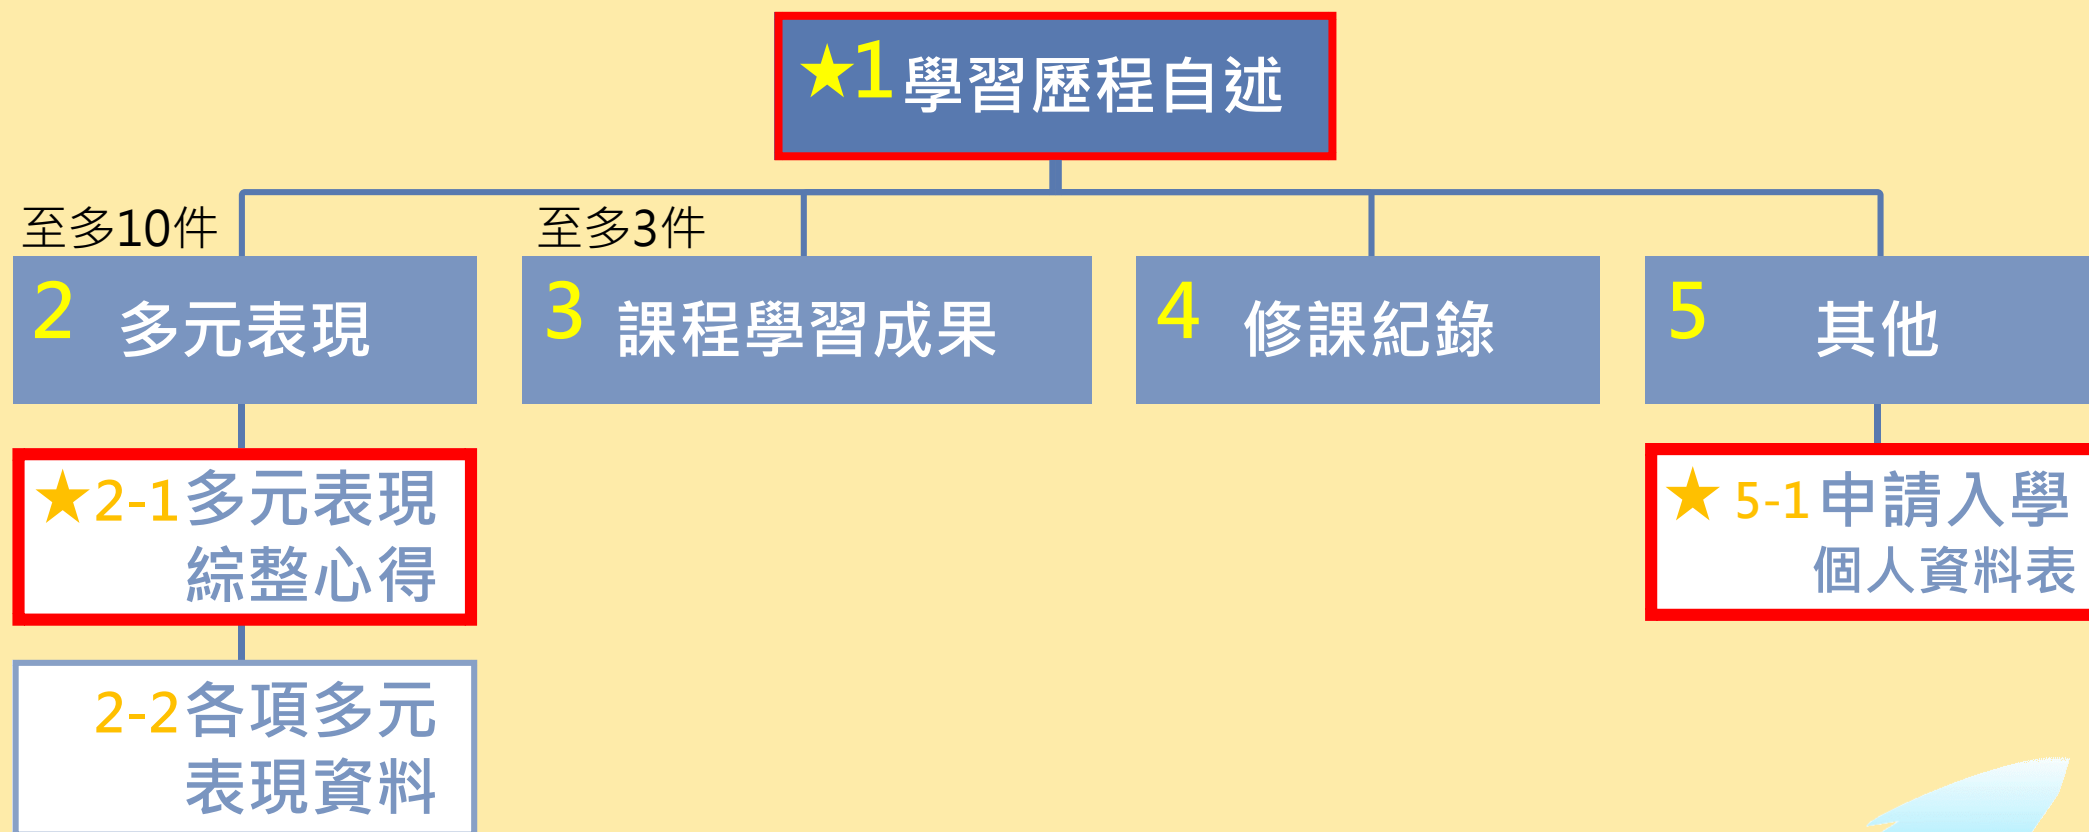 ★1學習歷程自述
至多10件
至多3件
2 多元表現
3 課程學習成果
4 修課紀錄
5 其他
★2-1多元表現
綜整心得
★ 5-1申請入學
個人資料表
2-2各項多元
表現資料